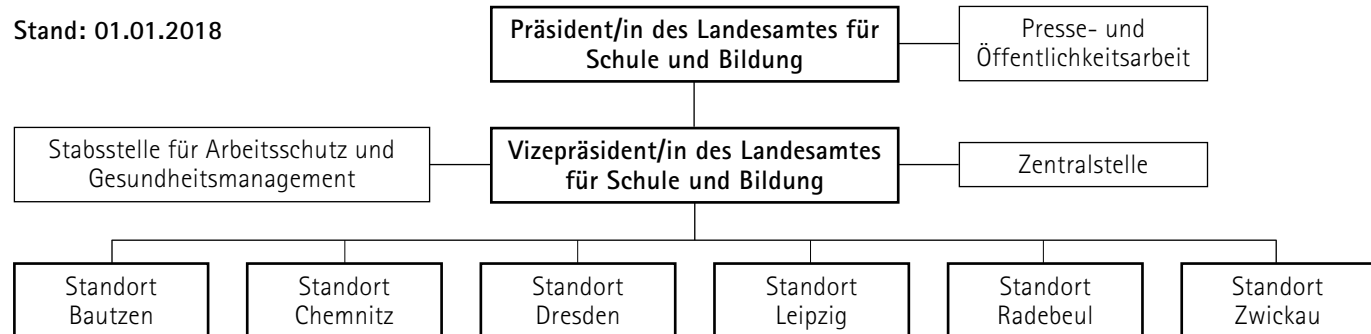 Stand: 01.01.2018
Präsident/in des Landesamtes für
Schule und Bildung
Presse- und
Öffentlichkeitsarbeit
Stabsstelle für Arbeitsschutz und
Gesundheitsmanagement
Vizepräsident/in des Landesamtes
für Schule und Bildung
Zentralstelle
Standort
Bautzen
Standort
Chemnitz
Standort
Dresden
Standort
Leipzig
Standort
Radebeul
Standort
Zwickau